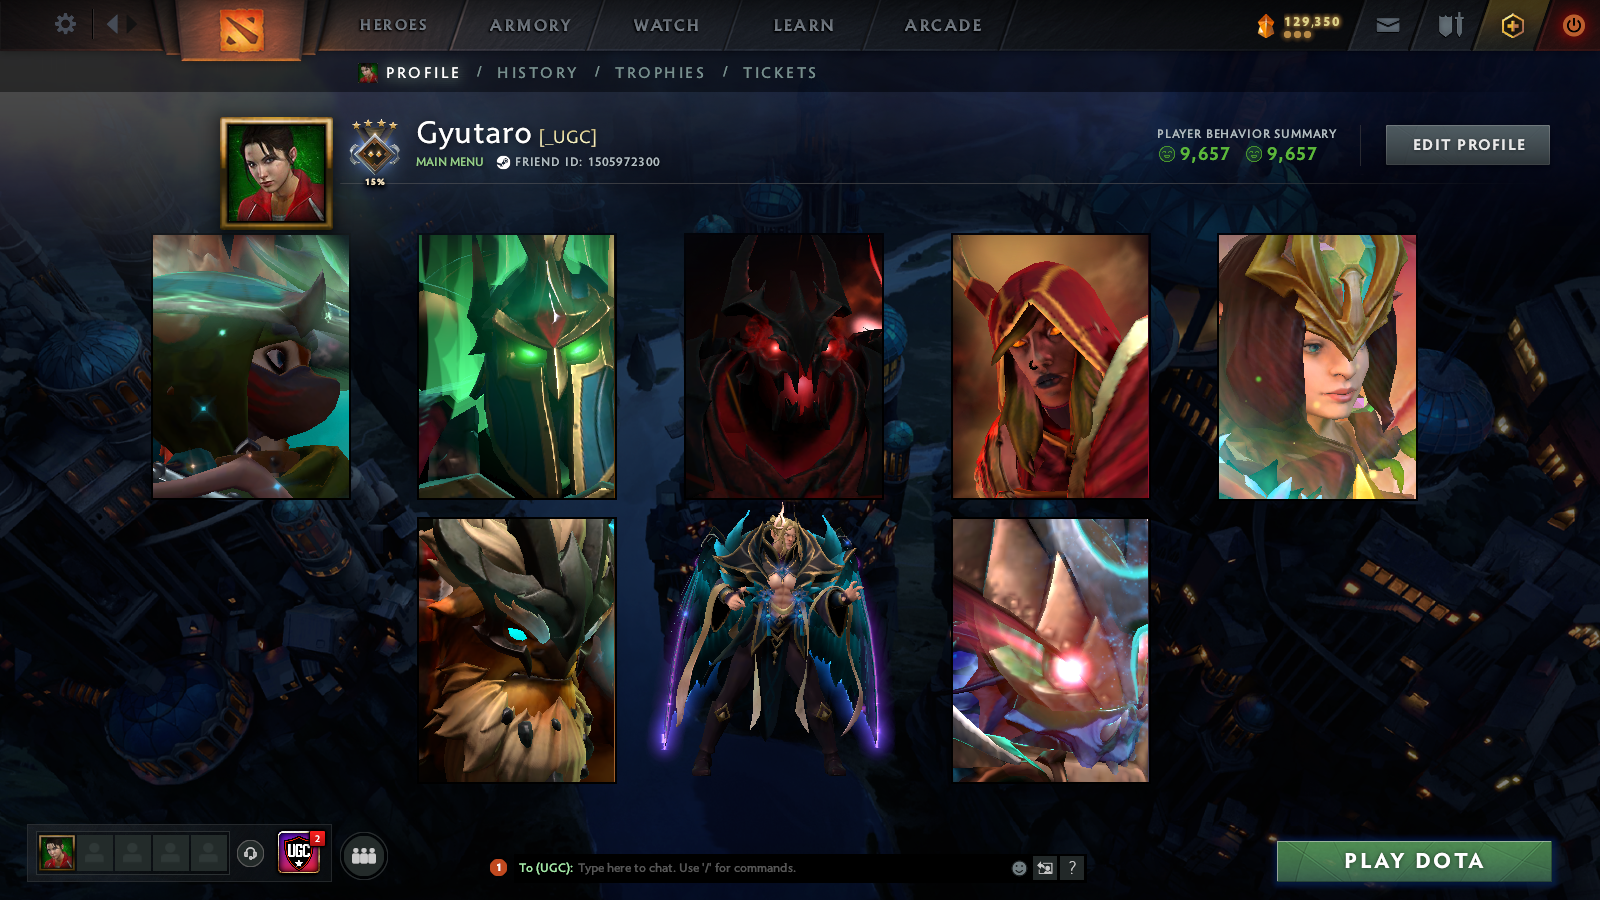 HEROES
ARMORY
WATCH
LEARN
ARCADE
129,350
PROFILE / HISTORY / TROPHIES / TICKETS
Gyutaro [_UGC]
MAIN MENU FRIEND ID: 1505972300
15%
PLAYER BEHAVIOR SUMMARY
9,657 9,657
EDIT PROFILE
UGC
2
1
To (UGC): Type here to chat. Use '/' for commands.
?
PLAY DOTA